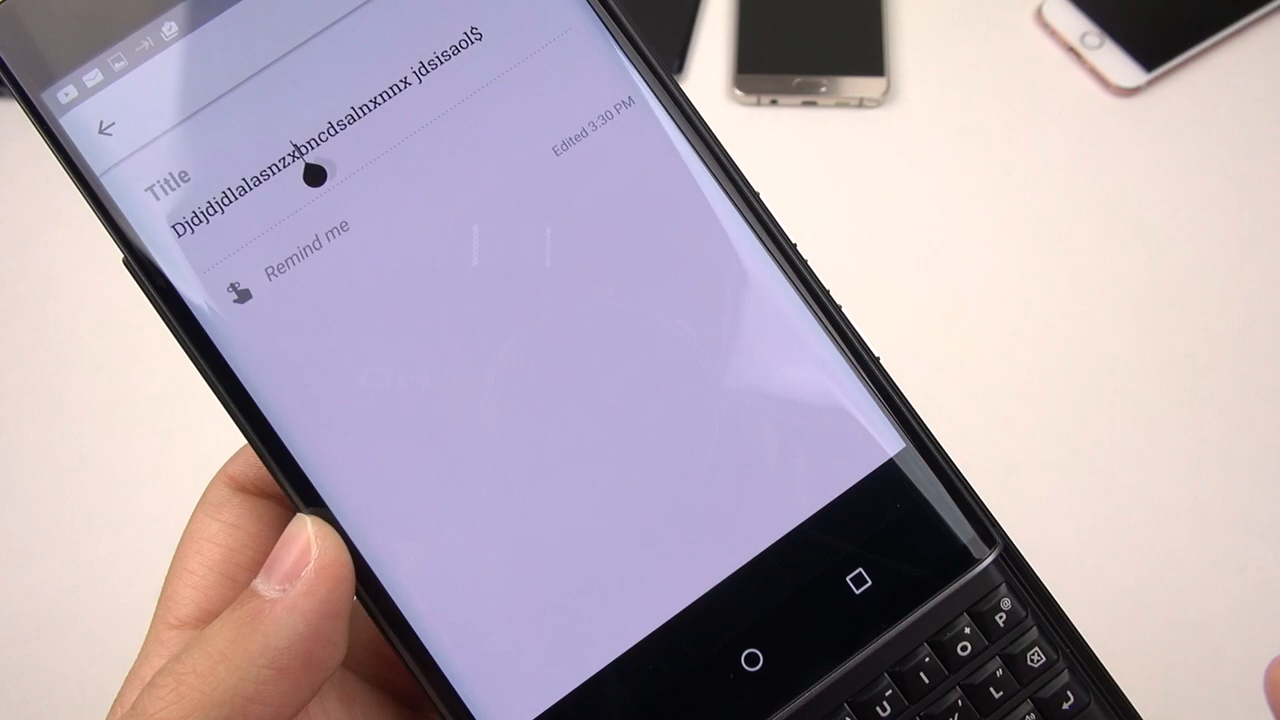 Title
Djdjdjdlalasnzxbncdsalnxnnx jdsisaol$
Edited 3:30 PM
Remind me
U _ I - O + P @
K ' L "